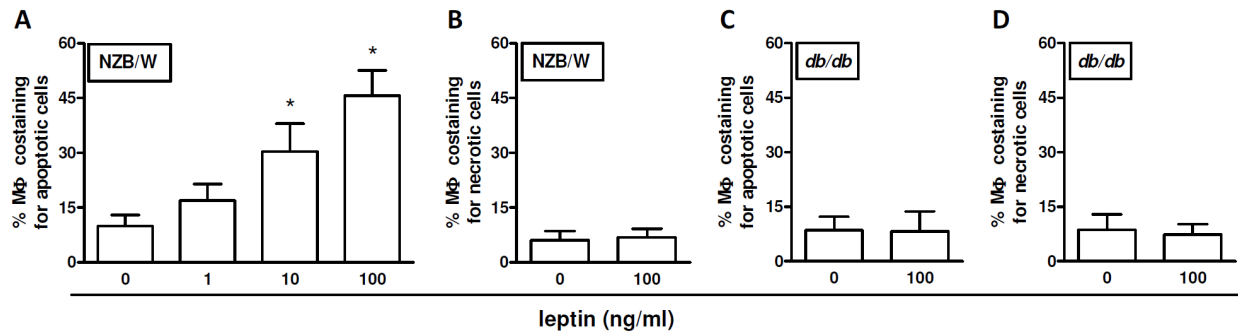 A
NZB/W
% MΦ costaining
for apoptotic cells
60
45
30
15
0
*
*
0 1 10 100
B
NZB/W
% MΦ costaining
for necrotic cells
60
45
30
15
0
0 100
C
db/db
% MΦ costaining
for apoptotic cells
60
45
30
15
0
0 100
D
db/db
% MΦ costaining
for necrotic cells
60
45
30
15
0
0 100
leptin (ng/ml)